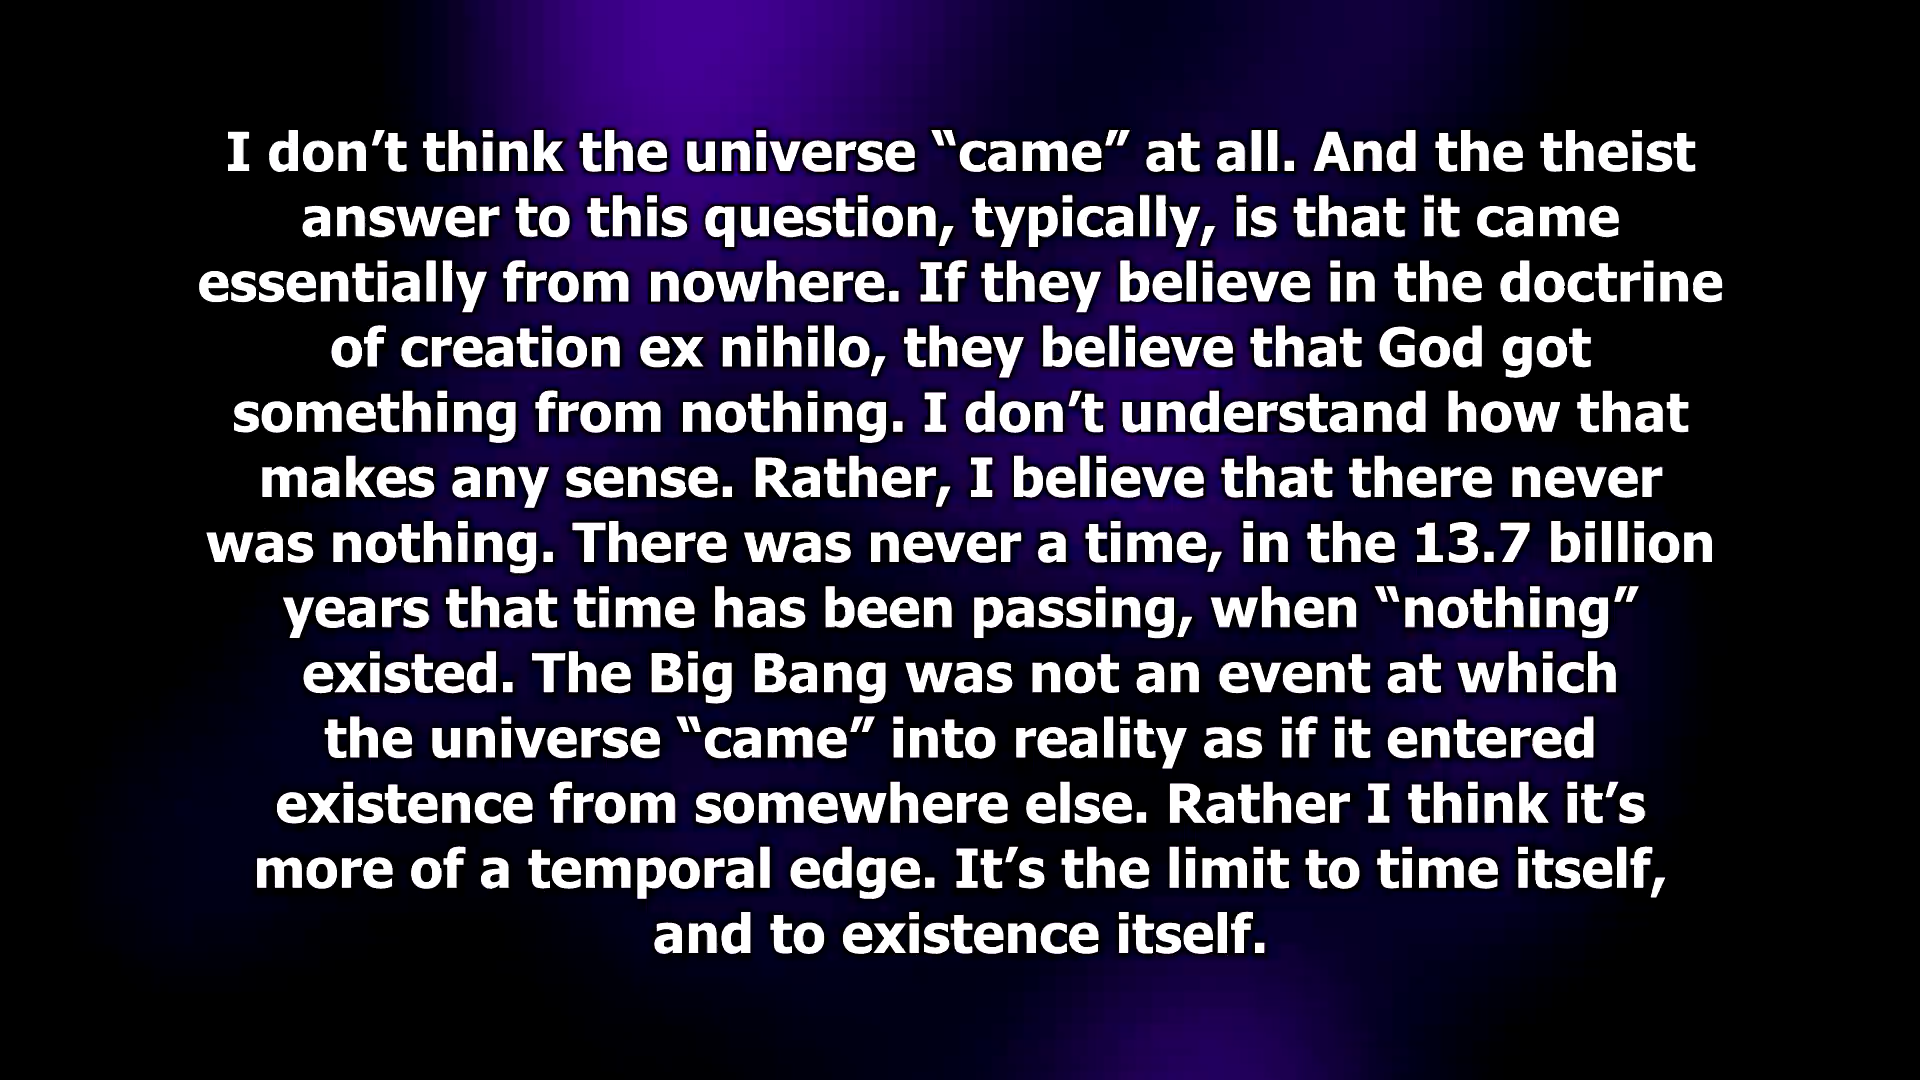 I don’t think the universe “came” at all. And the theist
answer to this question, typically, is that it came
essentially from nowhere. If they believe in the doctrine
of creation ex nihilo, they believe that God got
something from nothing. I don’t understand how that
makes any sense. Rather, I believe that there never
was nothing. There was never a time, in the 13.7 billion
years that time has been passing, when “nothing”
existed. The Big Bang was not an event at which
the universe “came” into reality as if it entered
existence from somewhere else. Rather I think it’s
more of a temporal edge. It’s the limit to time itself,
and to existence itself.